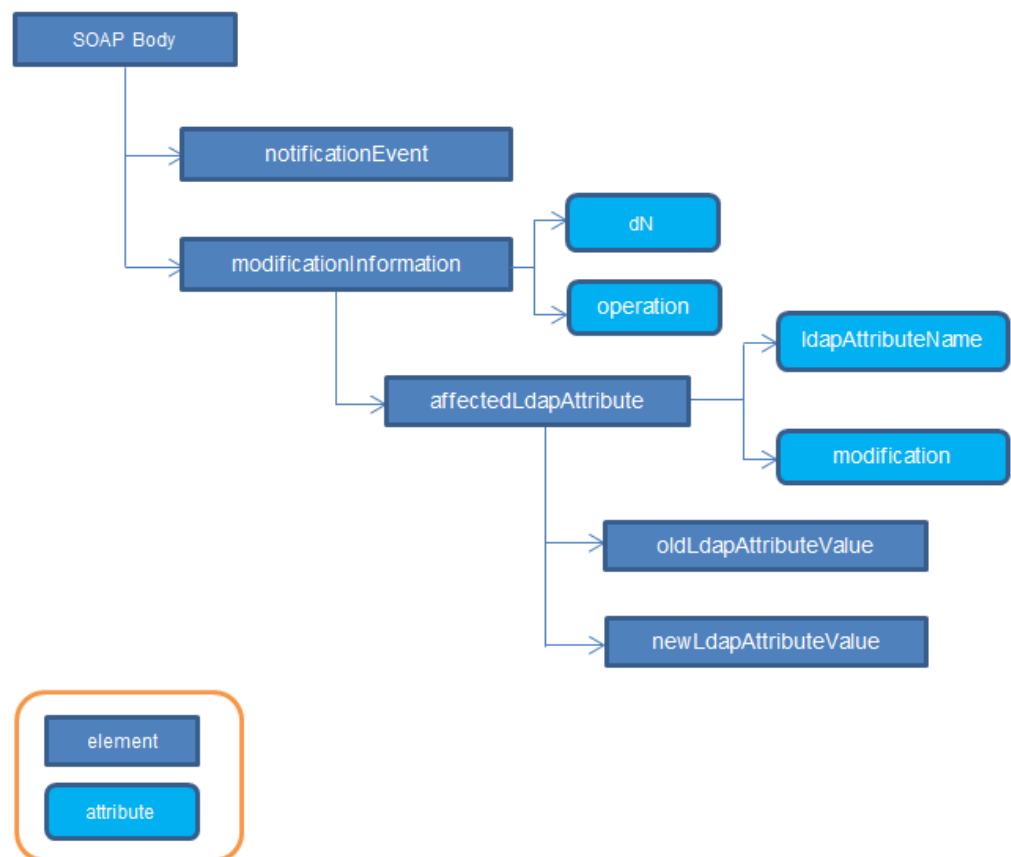 SOAP Body
notificationEvent
modificationInformation
dN
operation
affectedLdapAttribute
ldapAttributeName
modification
oldLdapAttributeValue
newLdapAttributeValue
element
attribute